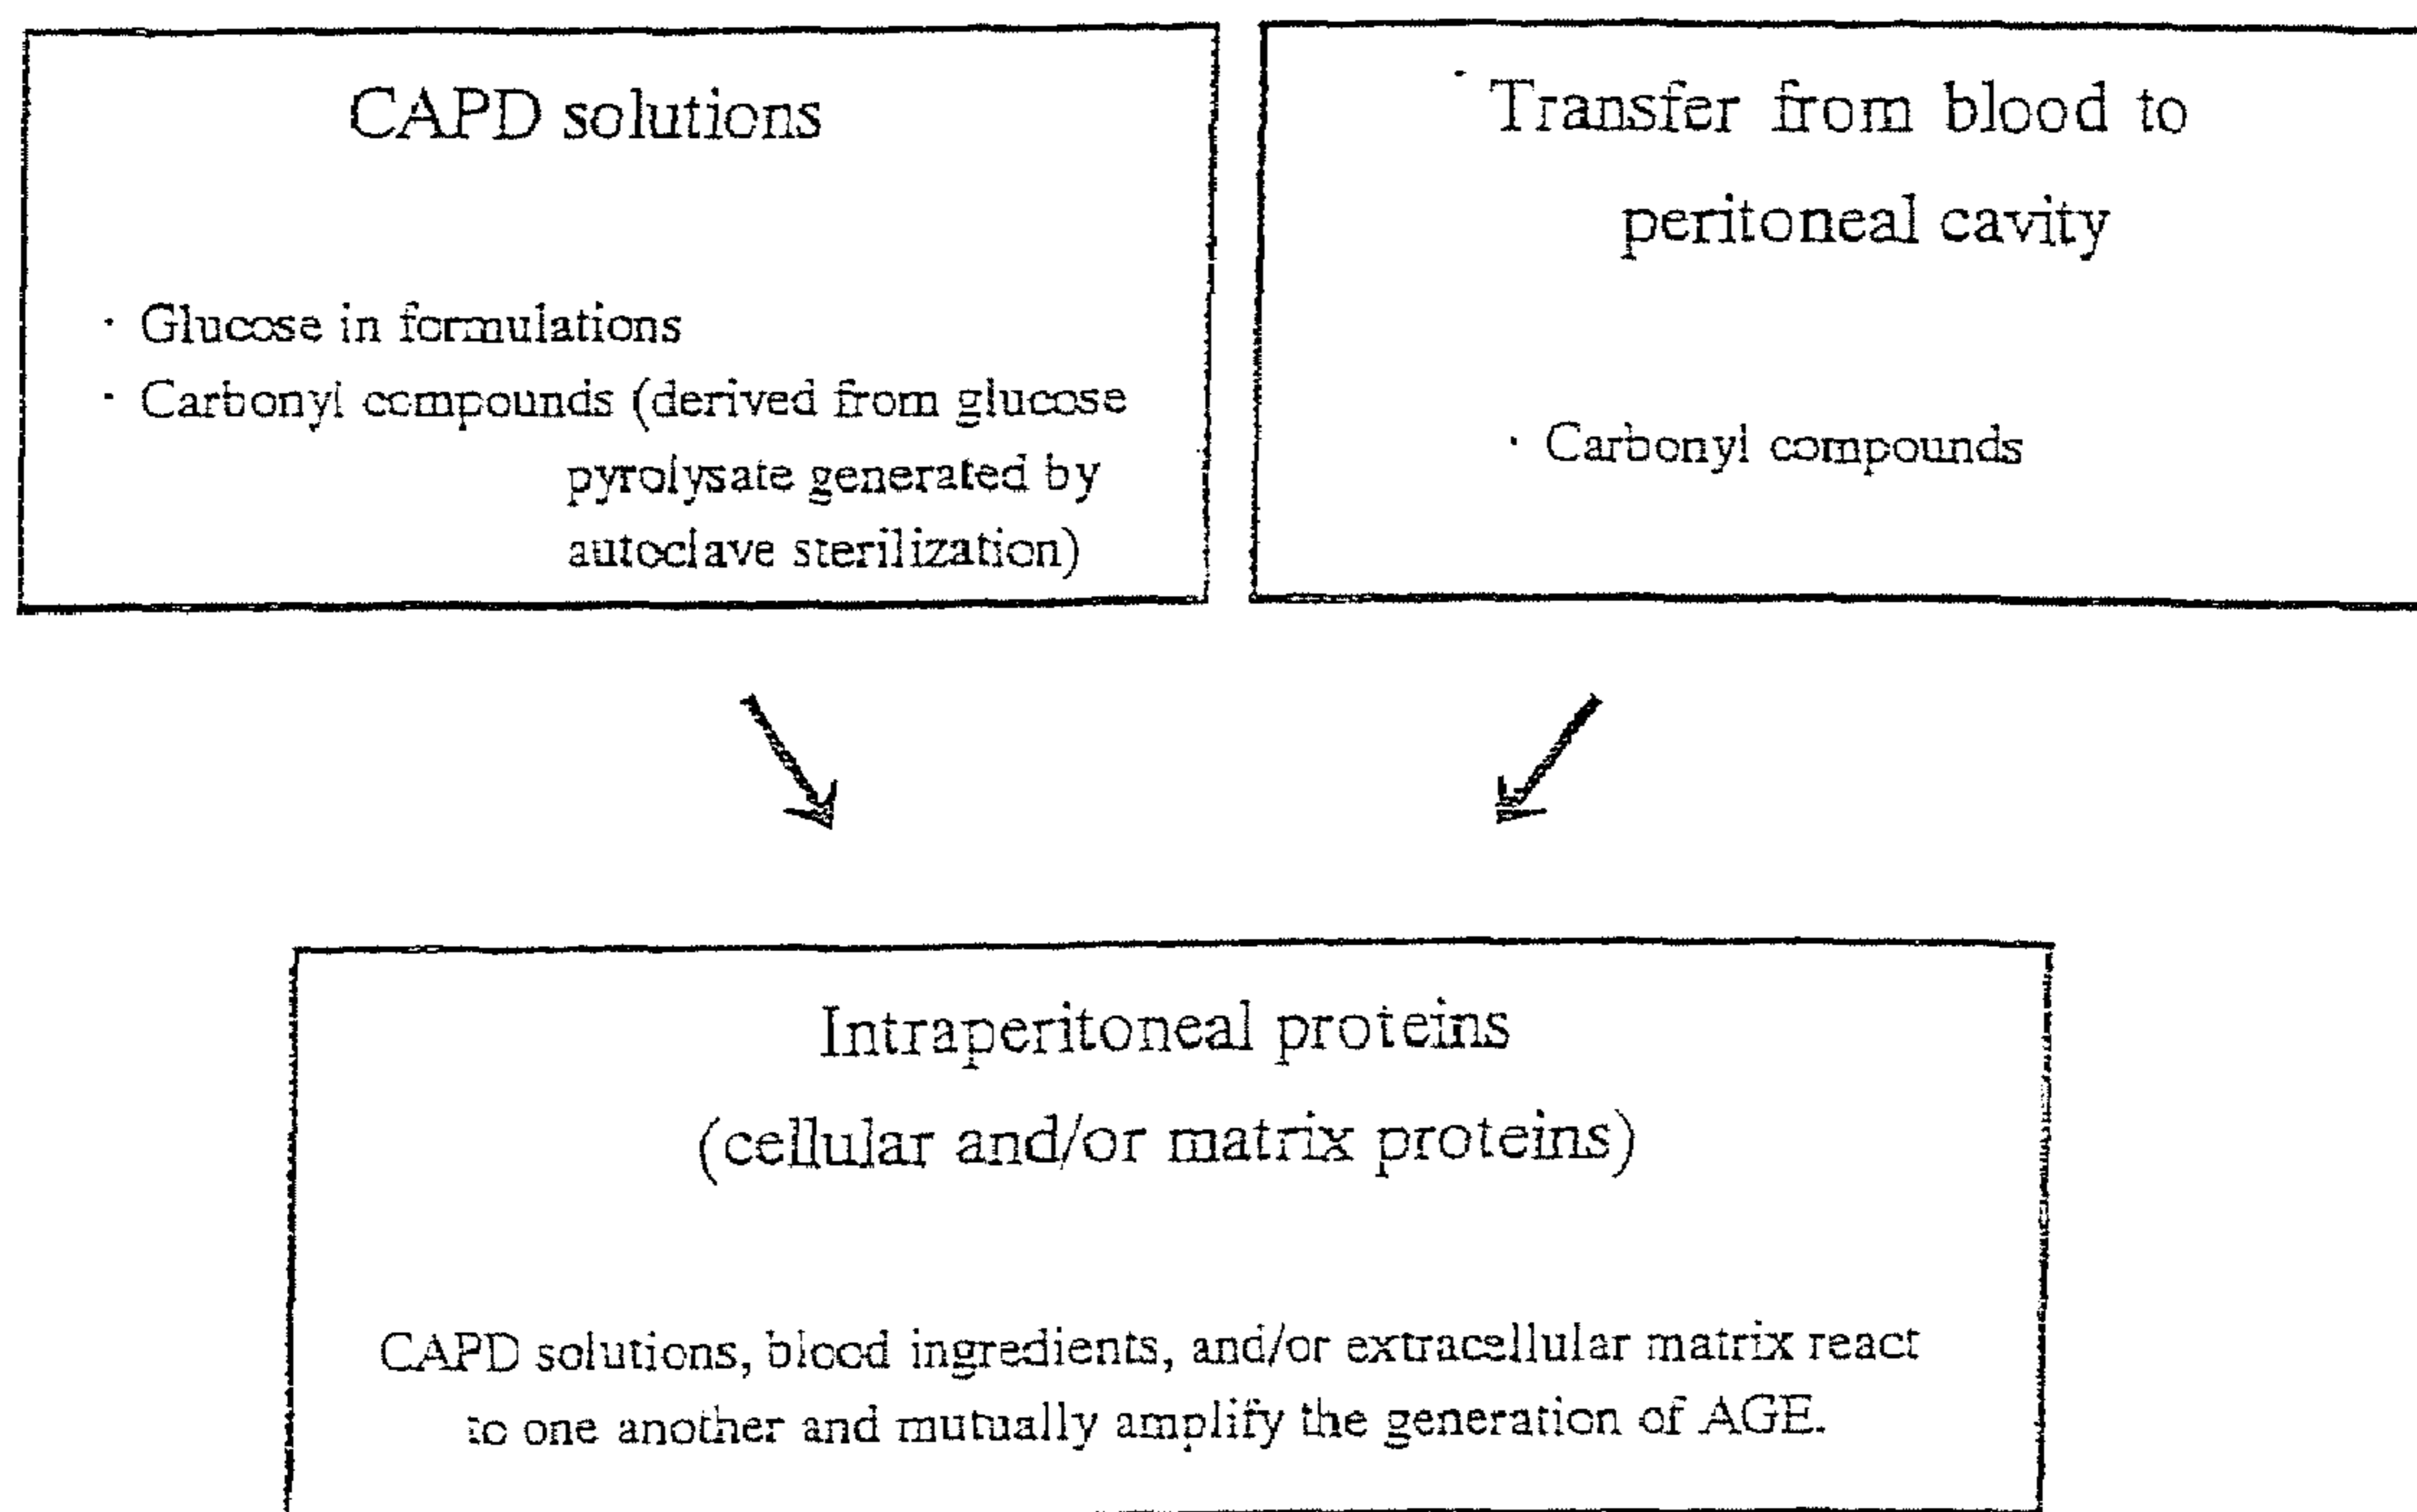 CAPD solutions
· Glucose in formulations
· Carbonyl compounds (derived from glucose
pyrolysate generated by
autoclave sterilization)
Transfer from blood to
peritoneal cavity
· Carbonyl compounds
Intraperitoneal proteins
(cellular and/or matrix proteins)
CAPD solutions, blood ingredients, and/or extracellular matrix react
to one another and mutually amplify the generation of AGE.